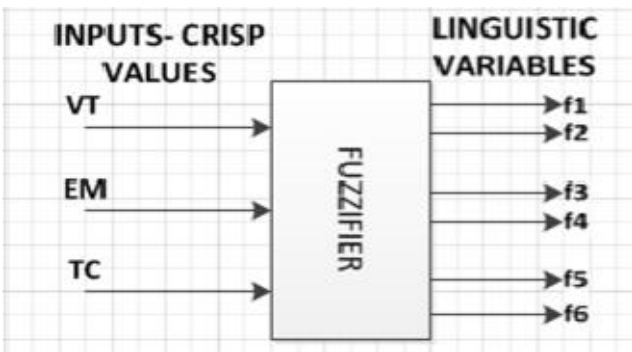 INPUTS- CRISP
VALUES
LINGUISTIC
VARIABLES
VT
EM
TC
FUZZIFIER
f1
f2
f3
f4
f5
f6